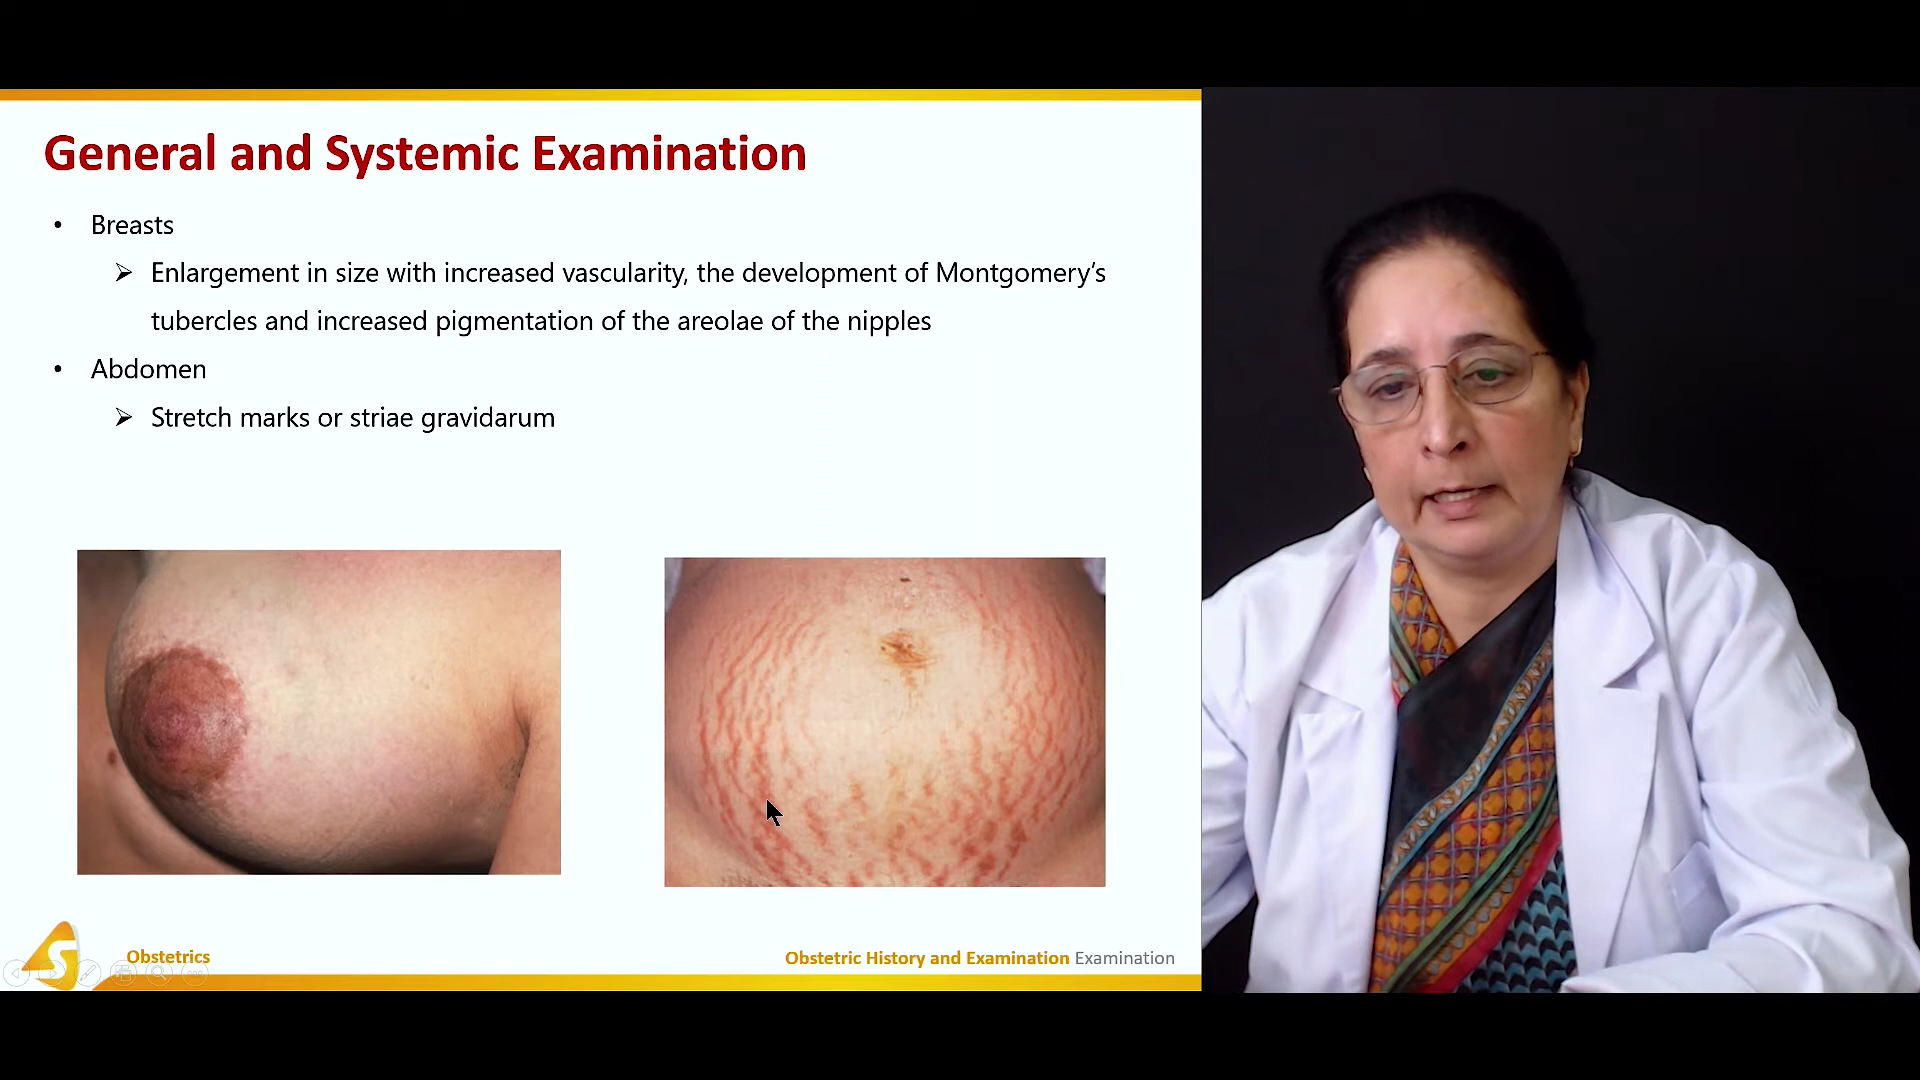 General and Systemic Examination
• Breasts
➢ Enlargement in size with increased vascularity, the development of Montgomery's
tubercles and increased pigmentation of the areolae of the nipples
• Abdomen
➢ Stretch marks or striae gravidarum
S
Obstetrics
Obstetric History and Examination Examination